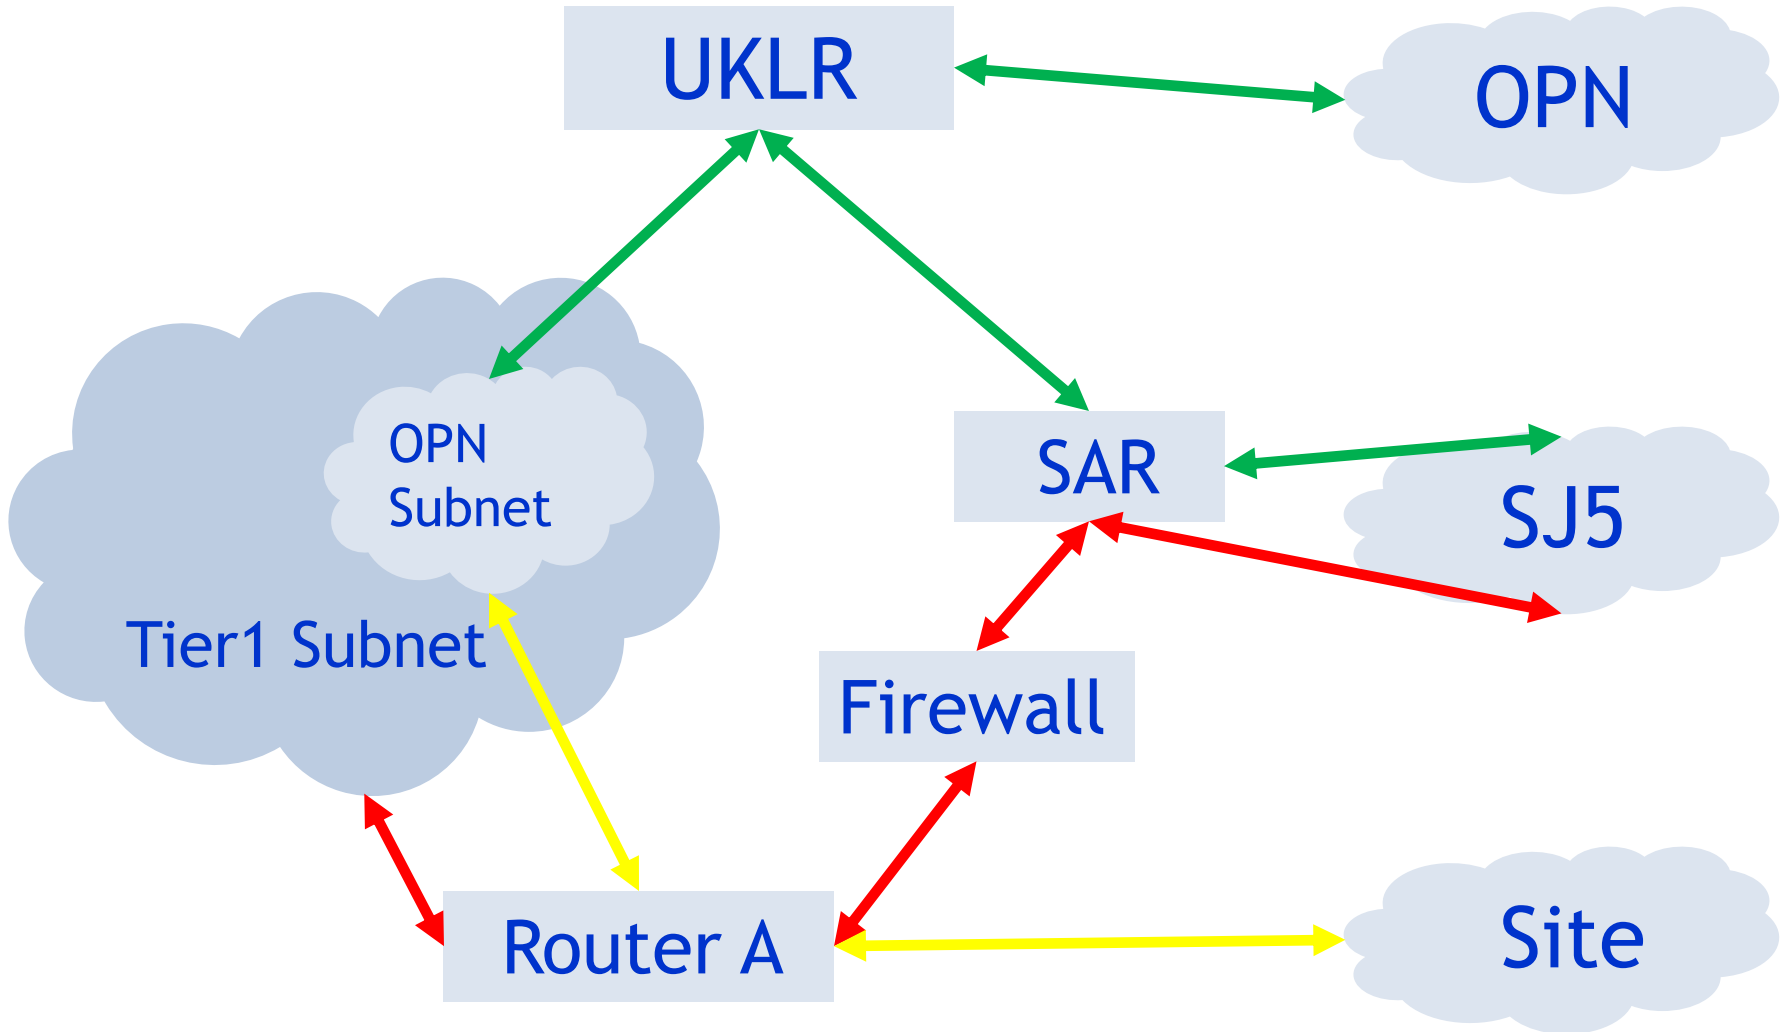 UKLR
OPN
OPN
Subnet
SAR
SJ5
Tier1 Subnet
Firewall
Router A
Site